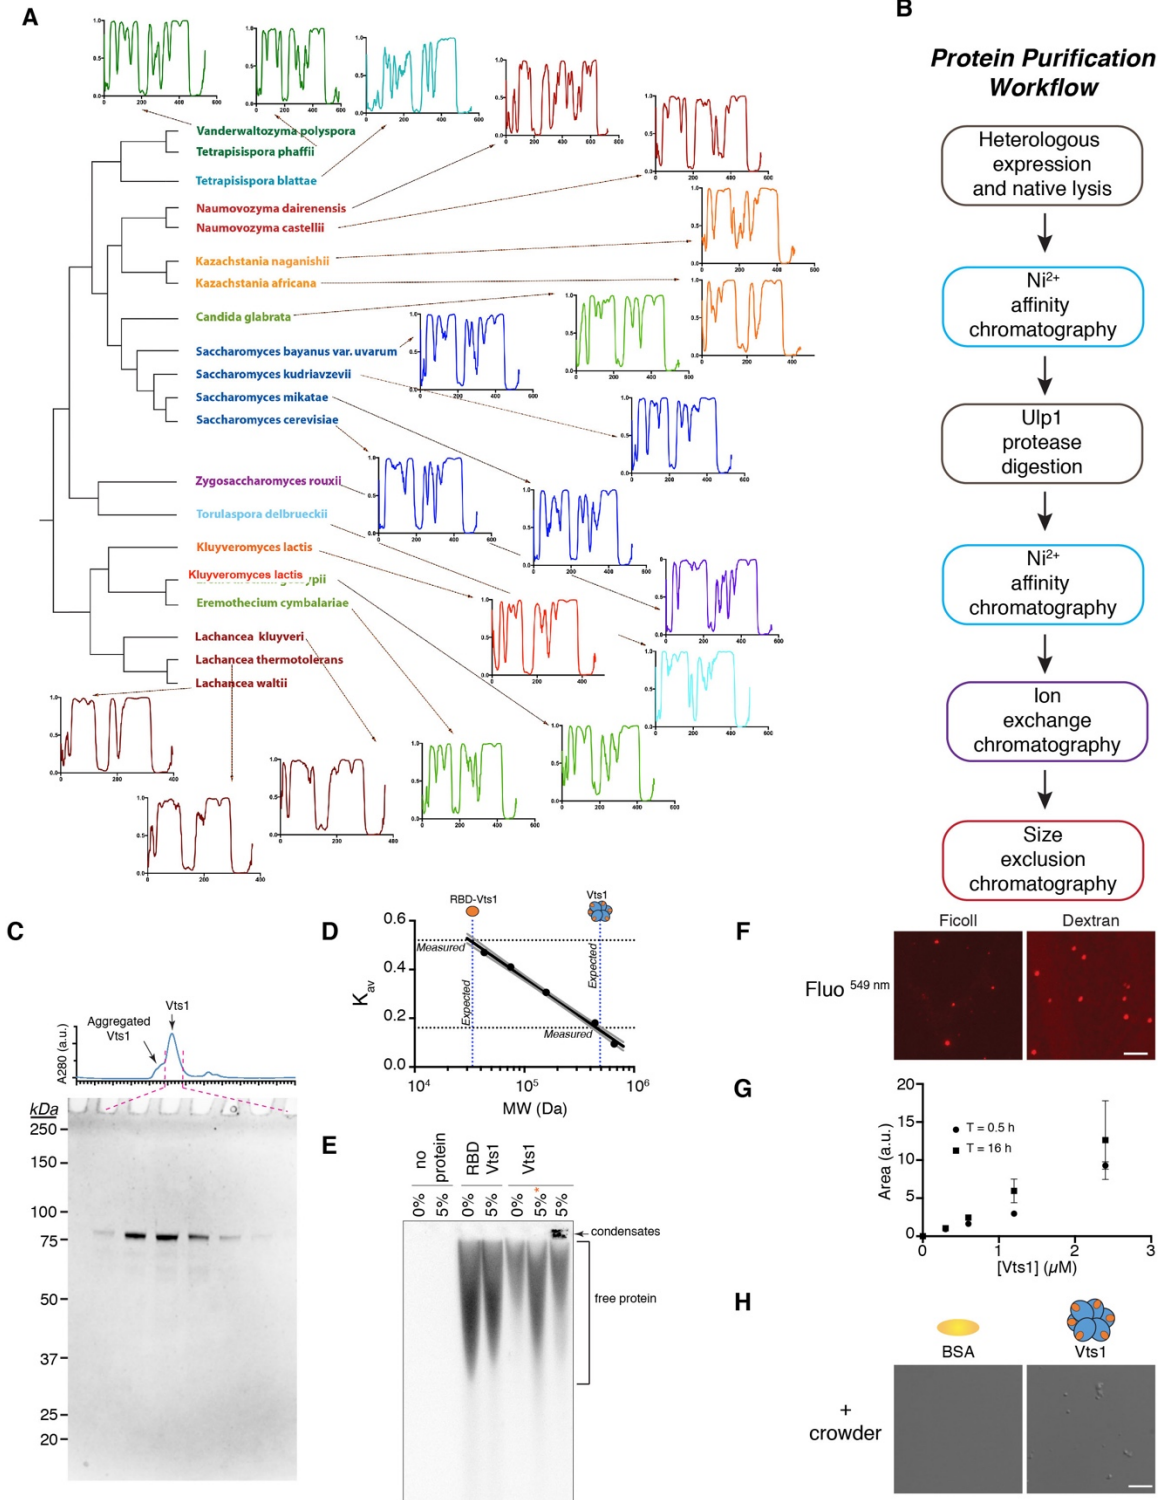 A
Vanderwaltozyma polyspora
Tetrapisispora phaffii
Tetrapisispora blattae
Naumovozyma dairenensis
Naumovozyma castellii
Kazachstania naganishii
Kazachstania africana
Candida glabrata
Saccharomyces bayanus var. uvarum
Saccharomyces kudriavzevii
Saccharomyces mikatae
Saccharomyces cerevisiae
Zygosaccharomyces rouxii
Torulaspora delbrueckii
Kluyveromyces lactis
Kluyveromyces lactis
Eremothecium cymbalariae
Lachancea kluyveri
Lachancea thermotolerans
Lachancea waltii
B
Protein Purification
Workflow
Heterologous
expression
and native lysis
Ni2+
affinity
chromatography
Ulp1
protease
digestion
Ni2+
affinity
chromatography
Ion
exchange
chromatography
Size
exclusion
chromatography
C
Vts1
Aggregated
Vts1
A280 (a.u.)
kDa
250
150
100
75
50
37
25
20
D
RBD-Vts1
Vts1
0.6
0.4
0.2
0.0
Kav
Measured
Expected
Expected
Measured
10⁴
10⁵
10⁶
MW (Da)
E
no
protein
RBD
Vts1
Vts1
0%
5%
0%
5%
0%
5%*
5%
condensates
free protein
F
Ficoll
Dextran
Fluo 549 nm
G
20
15
10
5
0
Area (a.u.)
T = 0.5 h
T = 16 h
0
1
2
3
[Vts1] (µM)
H
BSA
Vts1
+
crowder